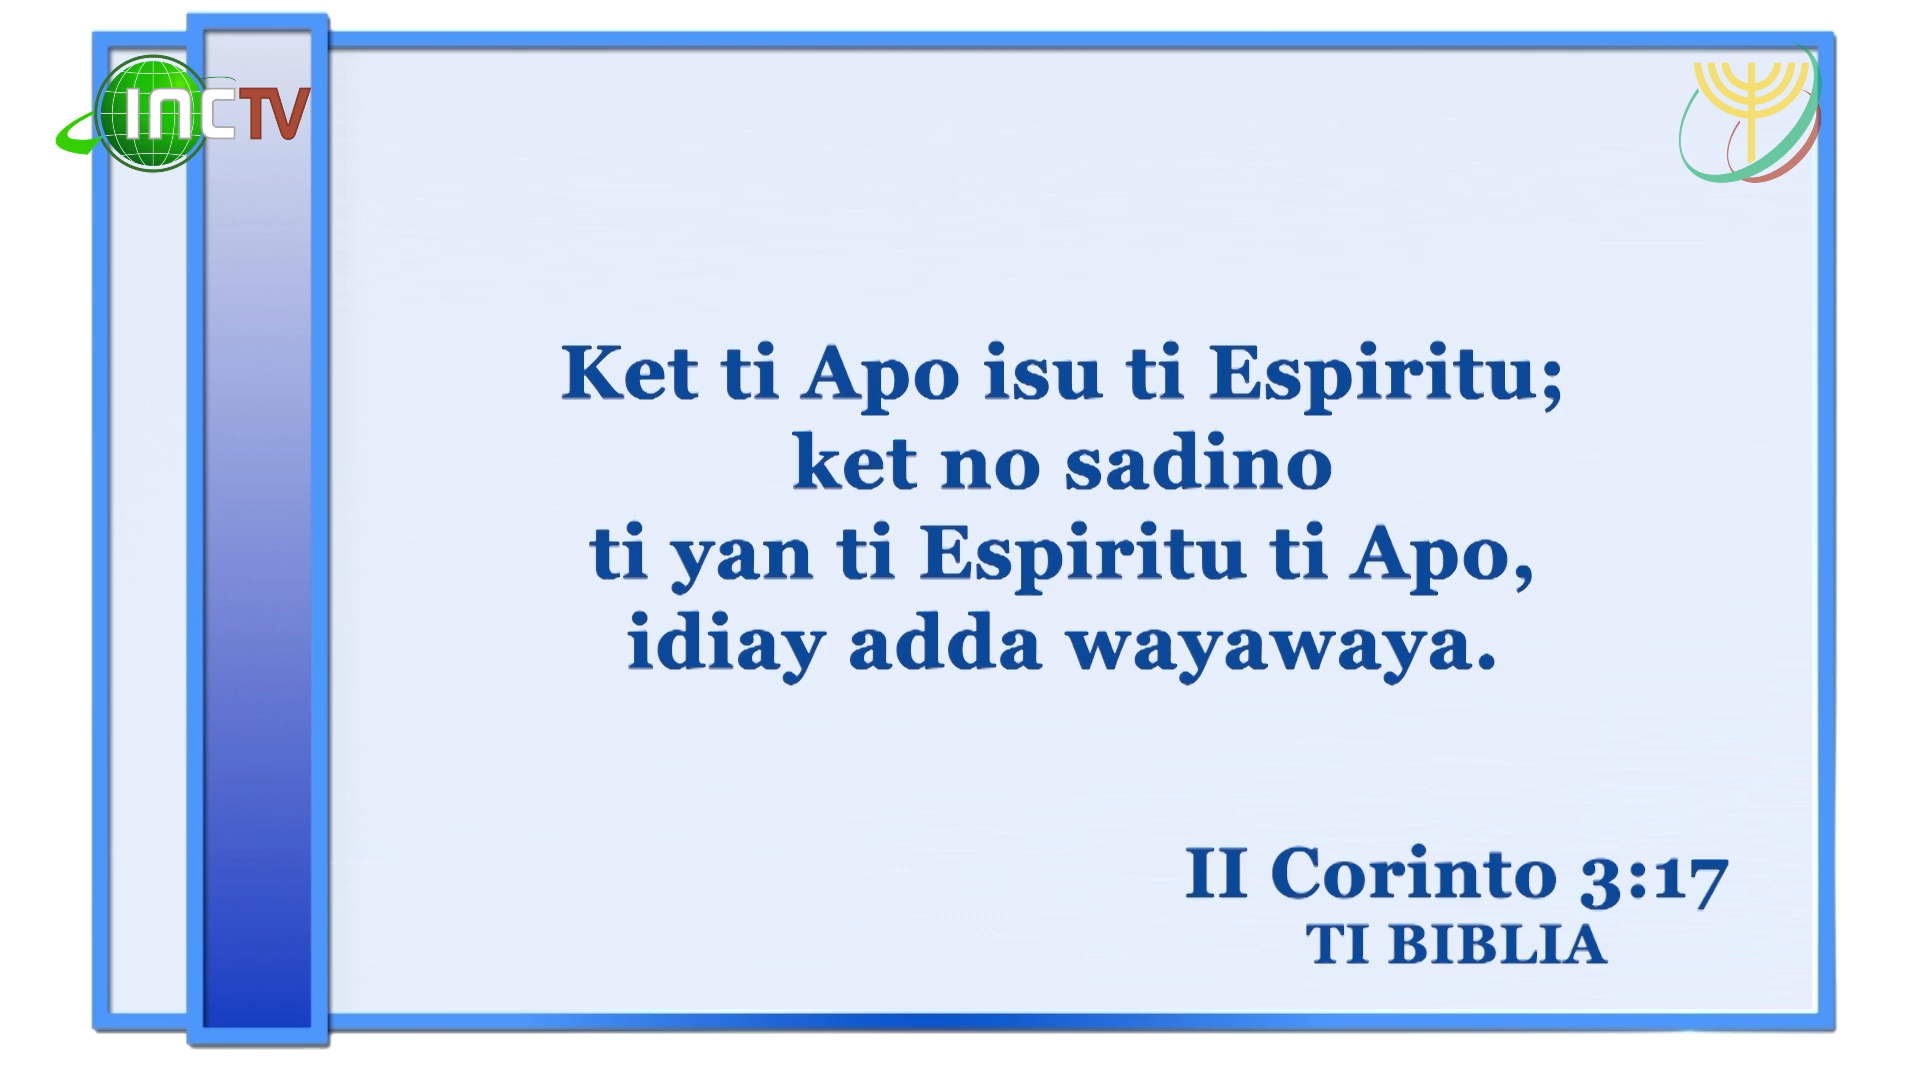 INCTV
Ket ti Apo isu ti Espiritu;
ket no sadino
ti yan ti Espiritu ti Apo,
idiay adda wayawaya.
II Corinto 3:17
TI BIBLIA